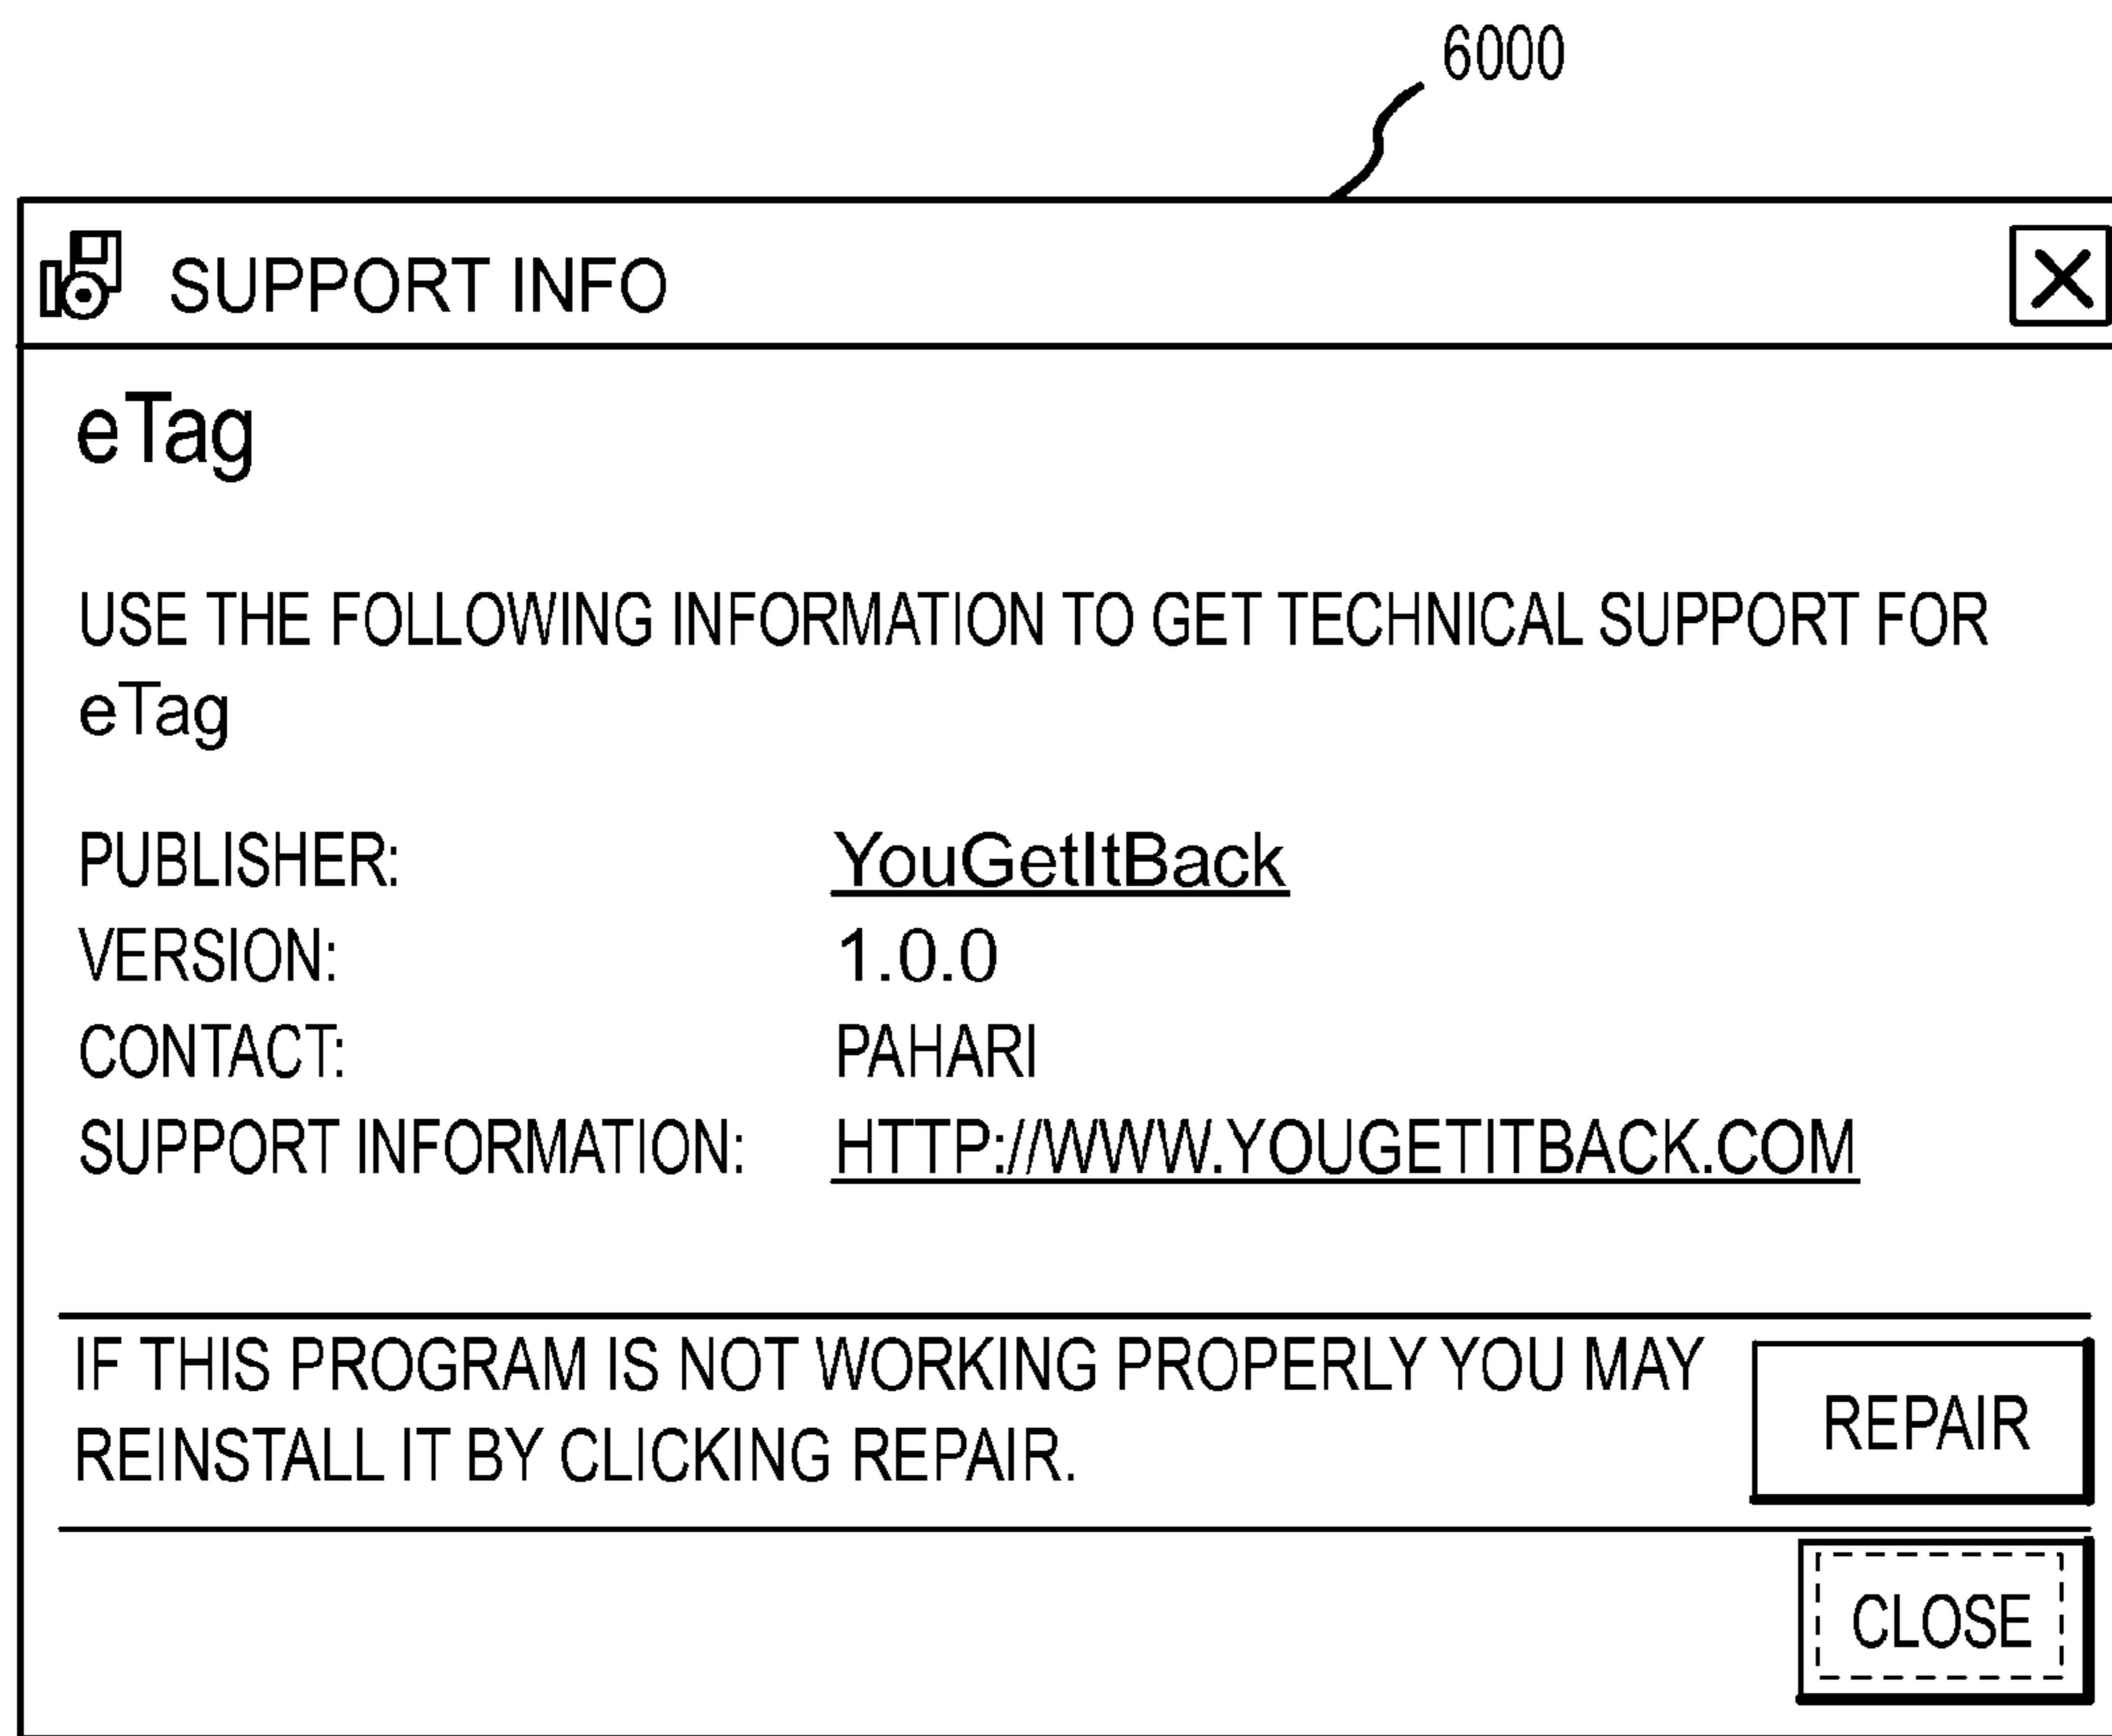 6000
SUPPORT INFO
eTag
USE THE FOLLOWING INFORMATION TO GET TECHNICAL SUPPORT FOR
eTag
PUBLISHER: YouGetItBack
VERSION: 1.0.0
CONTACT: PAHARI
SUPPORT INFORMATION: HTTP://WWW.YOUGETITBACK.COM
IF THIS PROGRAM IS NOT WORKING PROPERLY YOU MAY
REINSTALL IT BY CLICKING REPAIR.
REPAIR
CLOSE